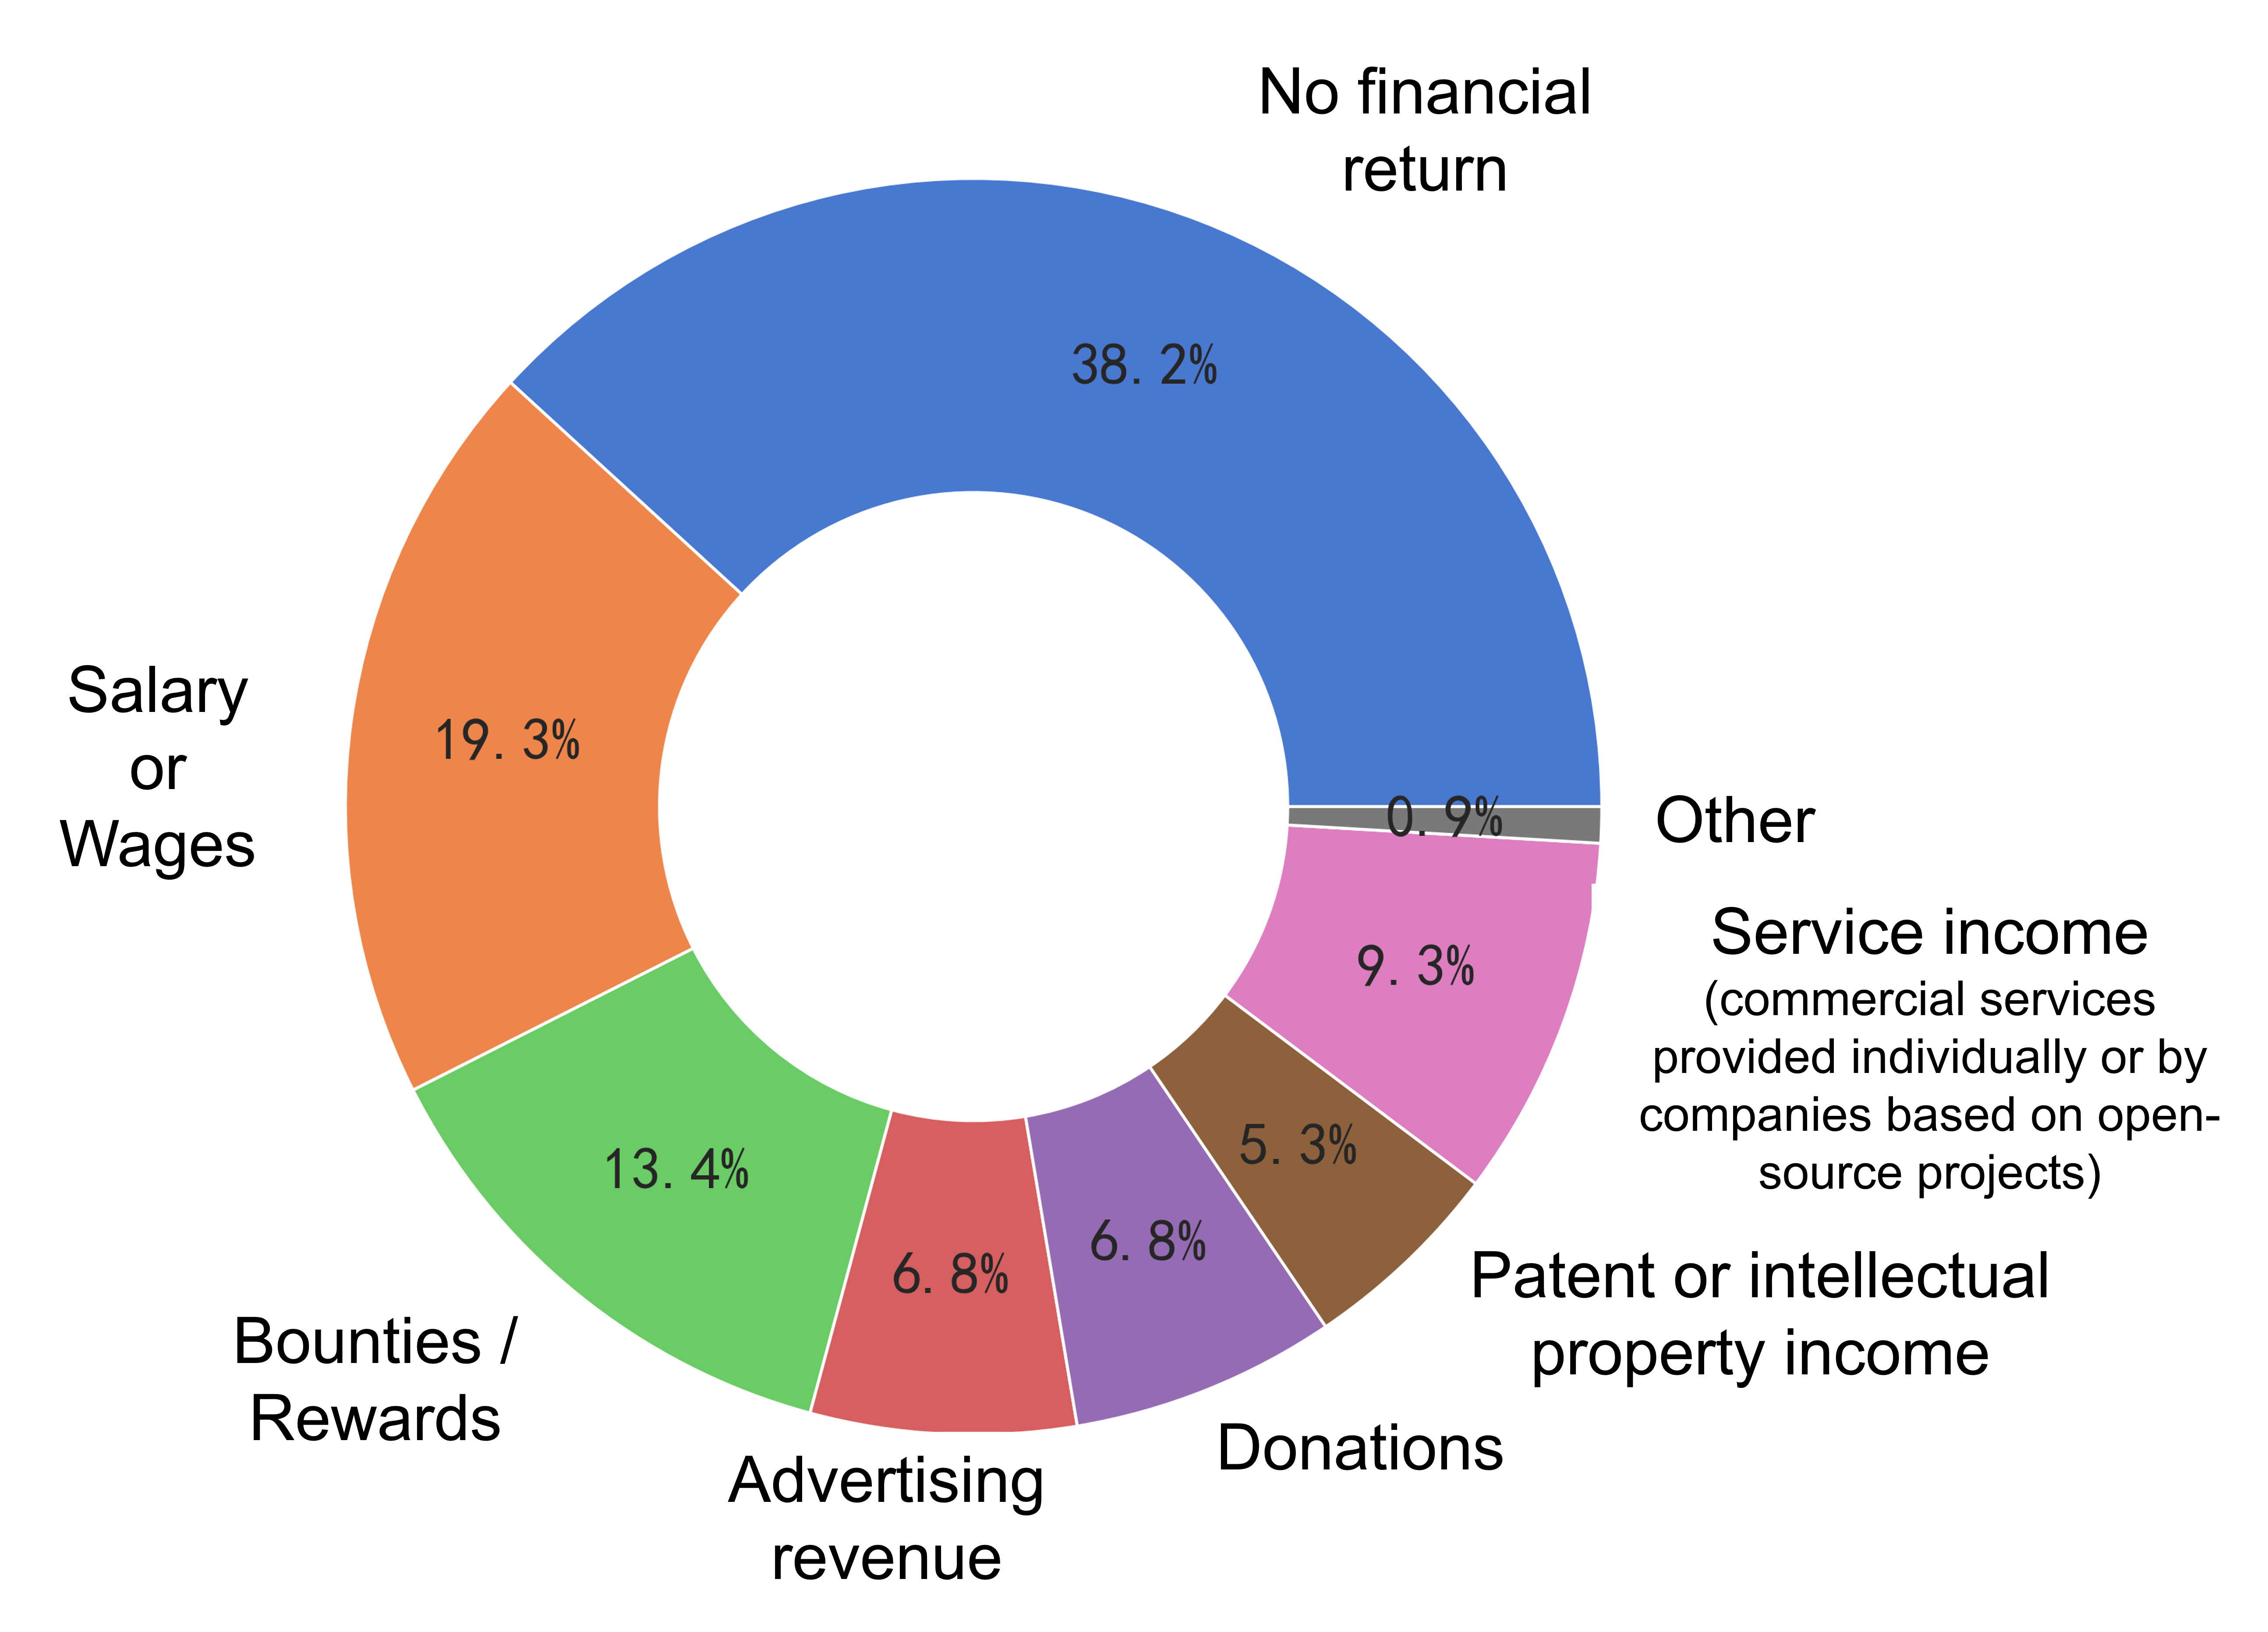 No financial
return
38.2%
Salary
or
Wages
19.3%
0.9%
Other
Service income
(commercial services
provided individually or by
companies based on open-
source projects)
9.3%
5.3%
13.4%
6.8%
6.8%
Patent or intellectual
property income
Bounties /
Rewards
Donations
Advertising
revenue